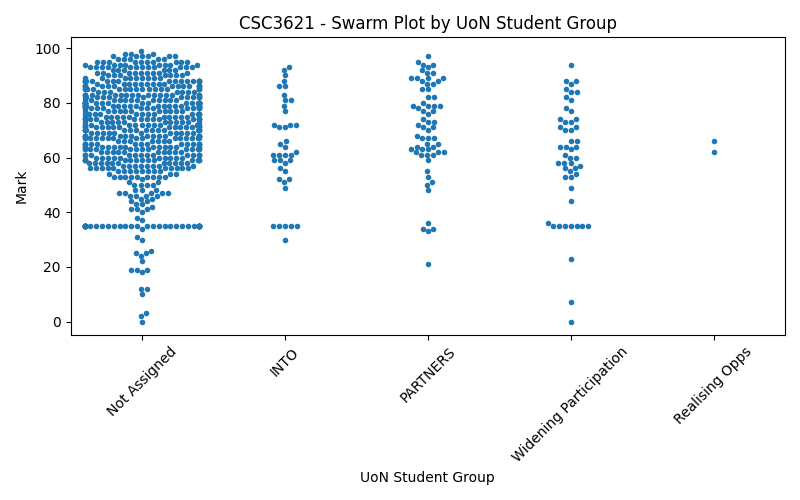 CSC3621 - Swarm Plot by UoN Student Group
Mark
100
80
60
40
20
0
Not Assigned
INTO
PARTNERS
Widening Participation
Realising Opps
UoN Student Group